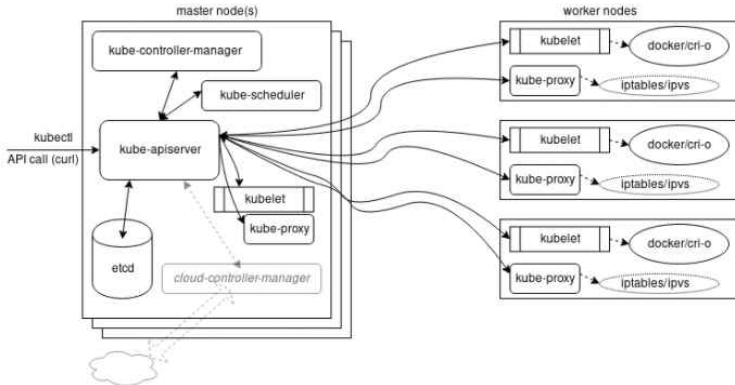 master node(s)
worker nodes
kube-controller-manager
kube-scheduler
kubectl
API call (curl)
kube-apiserver
kubelet
kube-proxy
etcd
cloud-controller-manager
kubelet
docker/cri-o
kube-proxy
iptables/ipvs
kubelet
docker/cri-o
kube-proxy
iptables/ipvs
kubelet
docker/cri-o
kube-proxy
iptables/ipvs